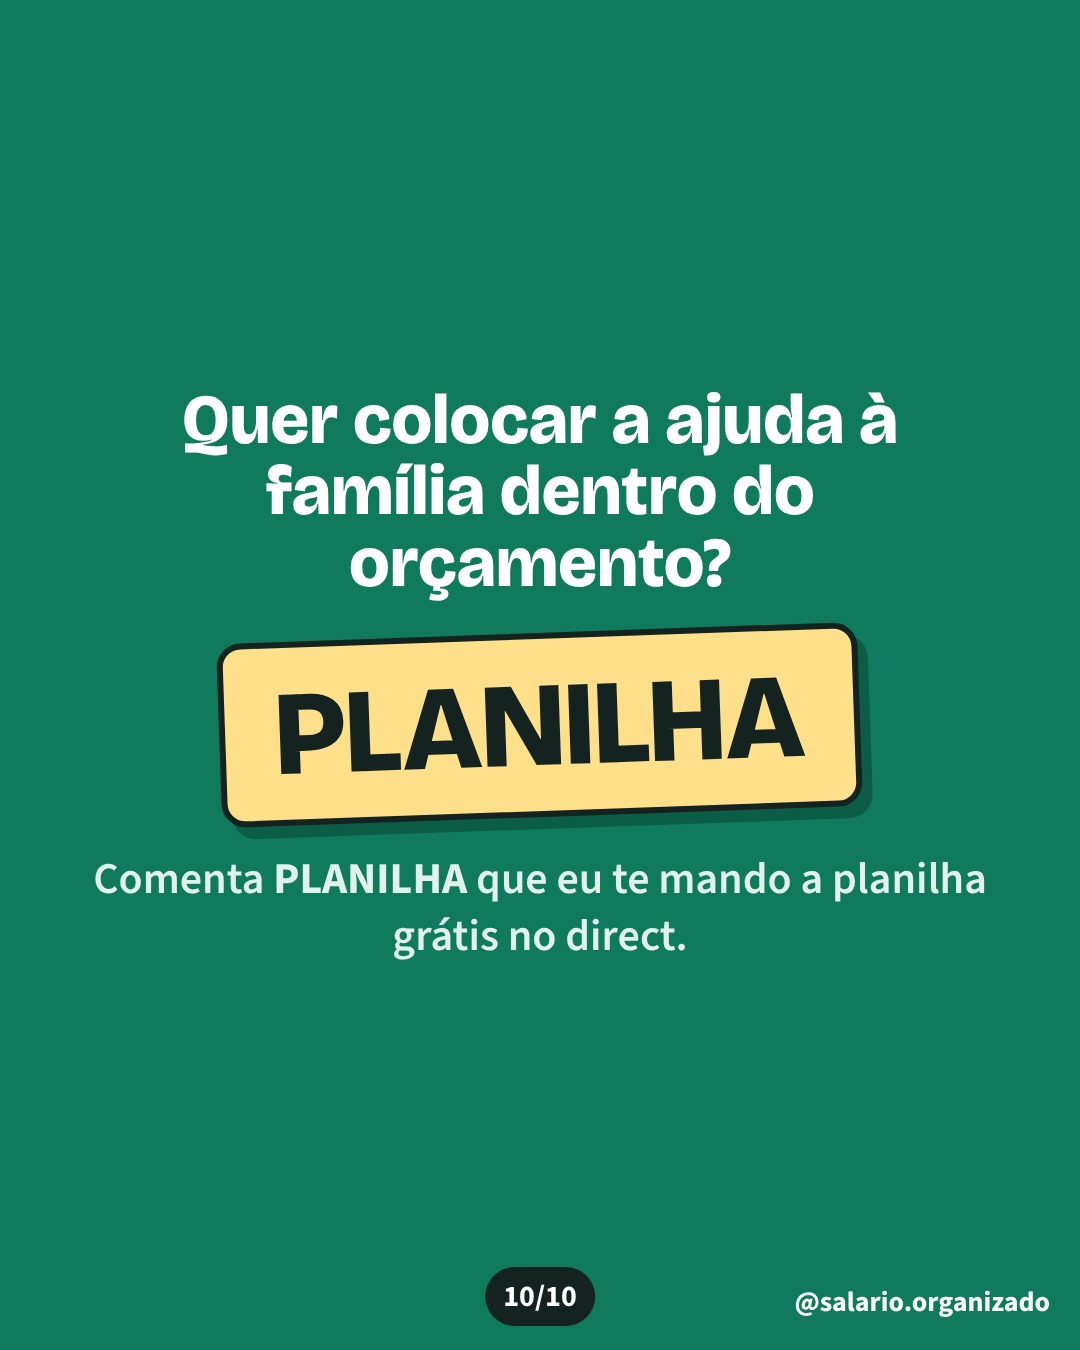 Quer colocar a ajuda à
família dentro do
orçamento?
PLANILHA
Comenta PLANILHA que eu te mando a planilha
grátis no direct.
10/10
@salario.organizado